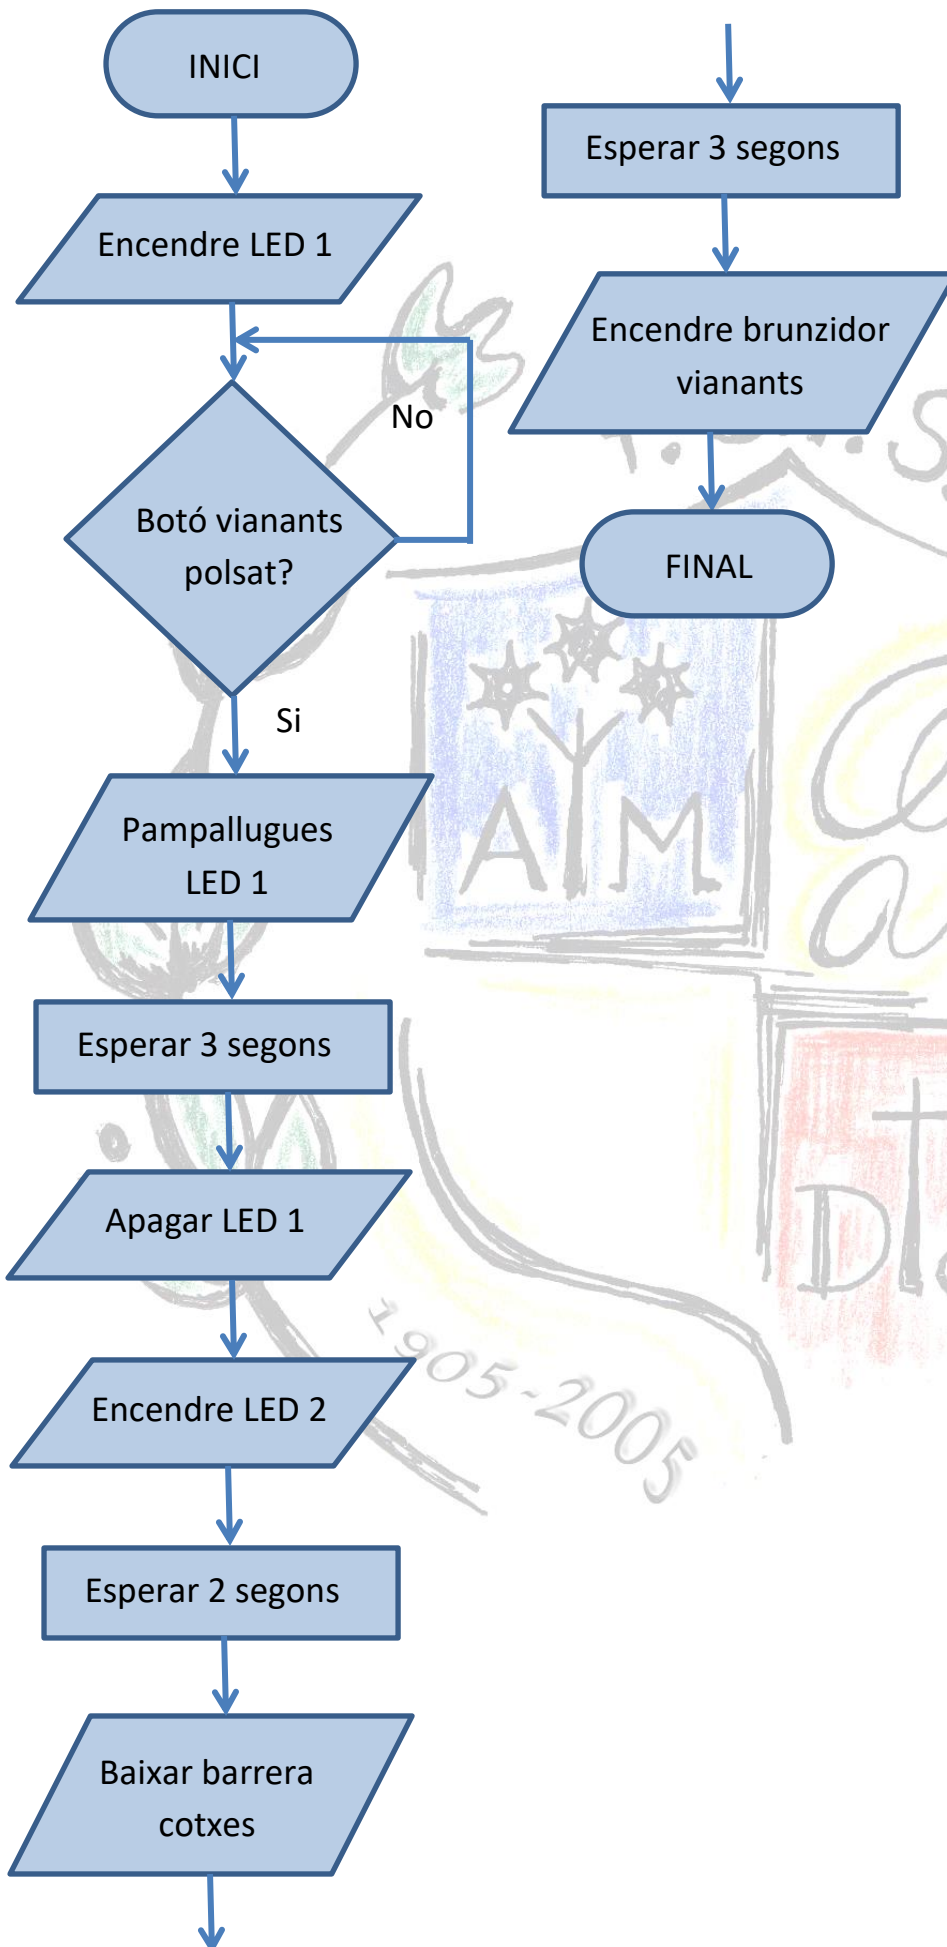 INICI
Encendre LED 1
No
Botó vianants
polsat?
Si
Pampallugues
LED 1
Esperar 3 segons
Apagar LED 1
Encendre LED 2
Esperar 2 segons
Baixar barrera
cotxes
Esperar 3 segons
Encendre brunzidor
vianants
FINAL
A M
1905-2005